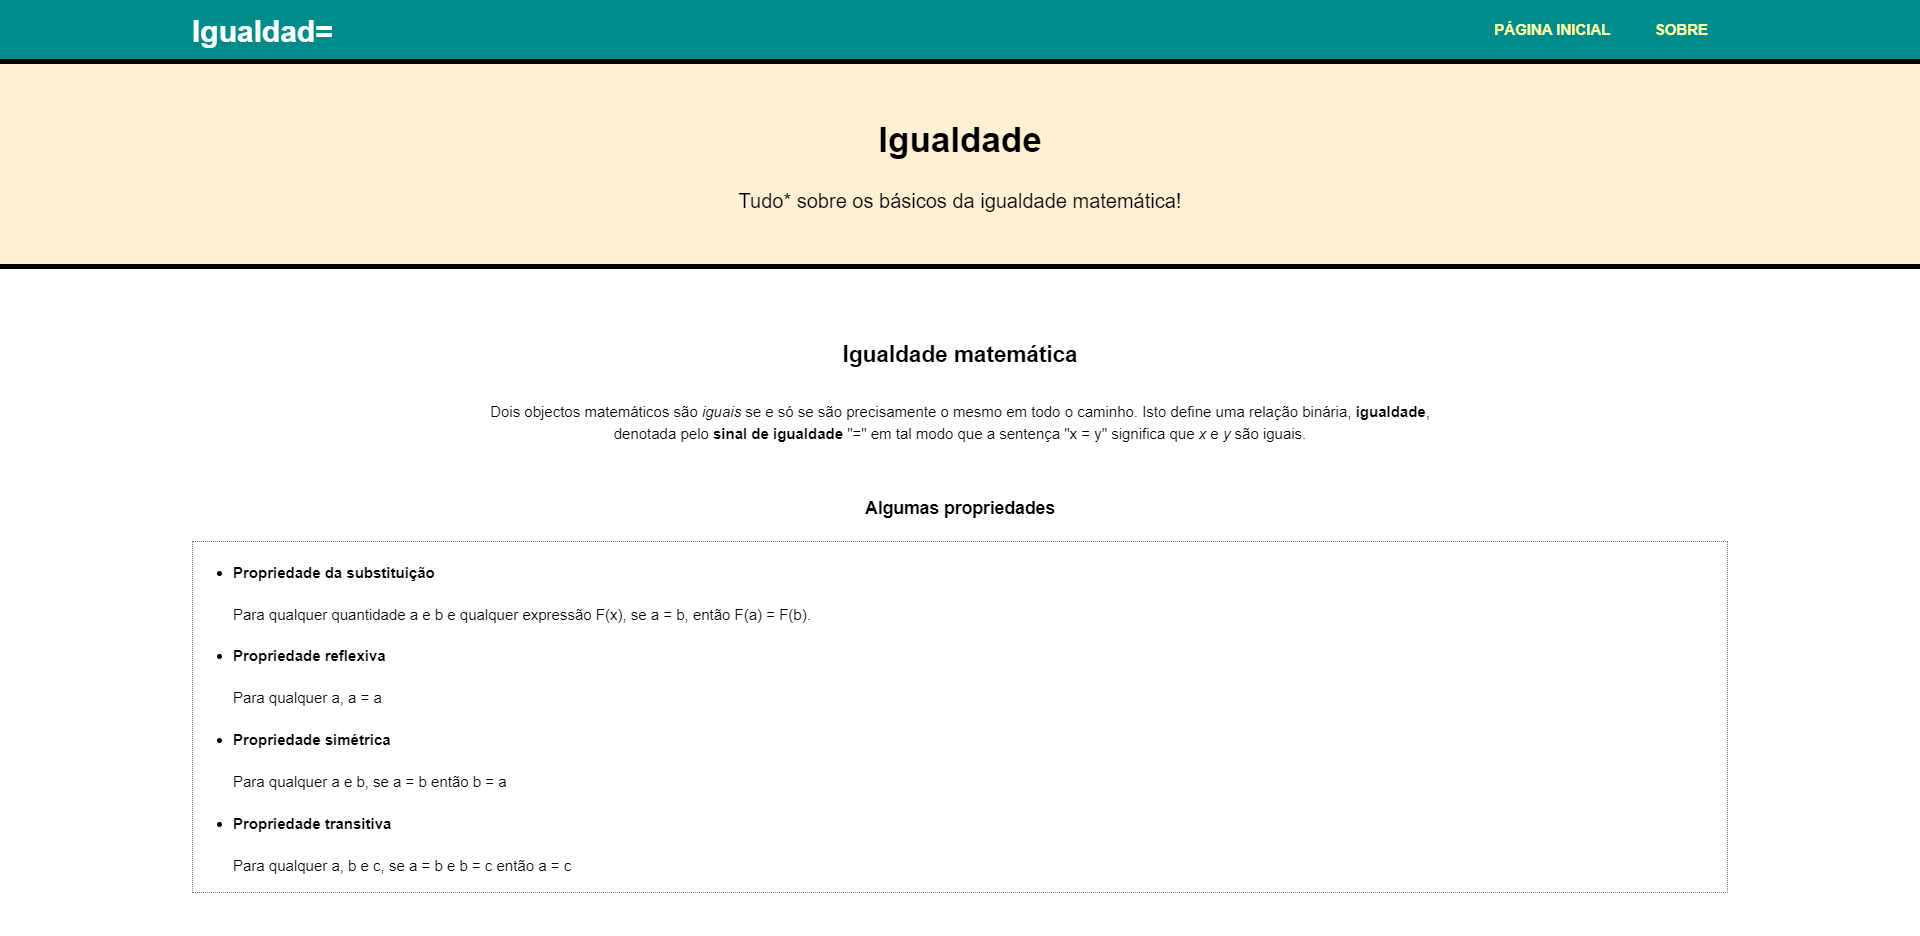 Igualdad=
PÁGINA INICIAL
SOBRE
Igualdade
Tudo* sobre os básicos da igualdade matemática!
Igualdade matemática
Dois objectos matemáticos são iguais se e só se são precisamente o mesmo em todo o caminho. Isto define uma relação binária, igualdade,
denotada pelo sinal de igualdade "=" em tal modo que a sentença "x = y" significa que x e y são iguais.
Algumas propriedades
• Propriedade da substituição
Para qualquer quantidade a e b e qualquer expressão F(x), se a = b, então F(a) = F(b).
• Propriedade reflexiva
Para qualquer a, a = a
• Propriedade simétrica
Para qualquer a e b, se a = b então b = a
• Propriedade transitiva
Para qualquer a, b e c, se a = b e b = c então a = c